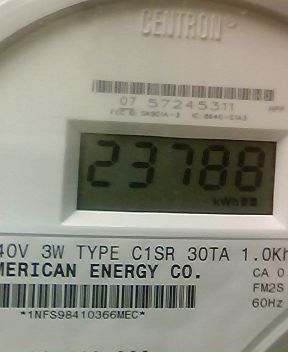 CENTRON®
07 57245311
23788
kWh
40V 3W TYPE C1SR 30TA 1.0Kh
MERICAN ENERGY CO.
CA 0
FM2S
60Hz
*1NFS98410366MEC*